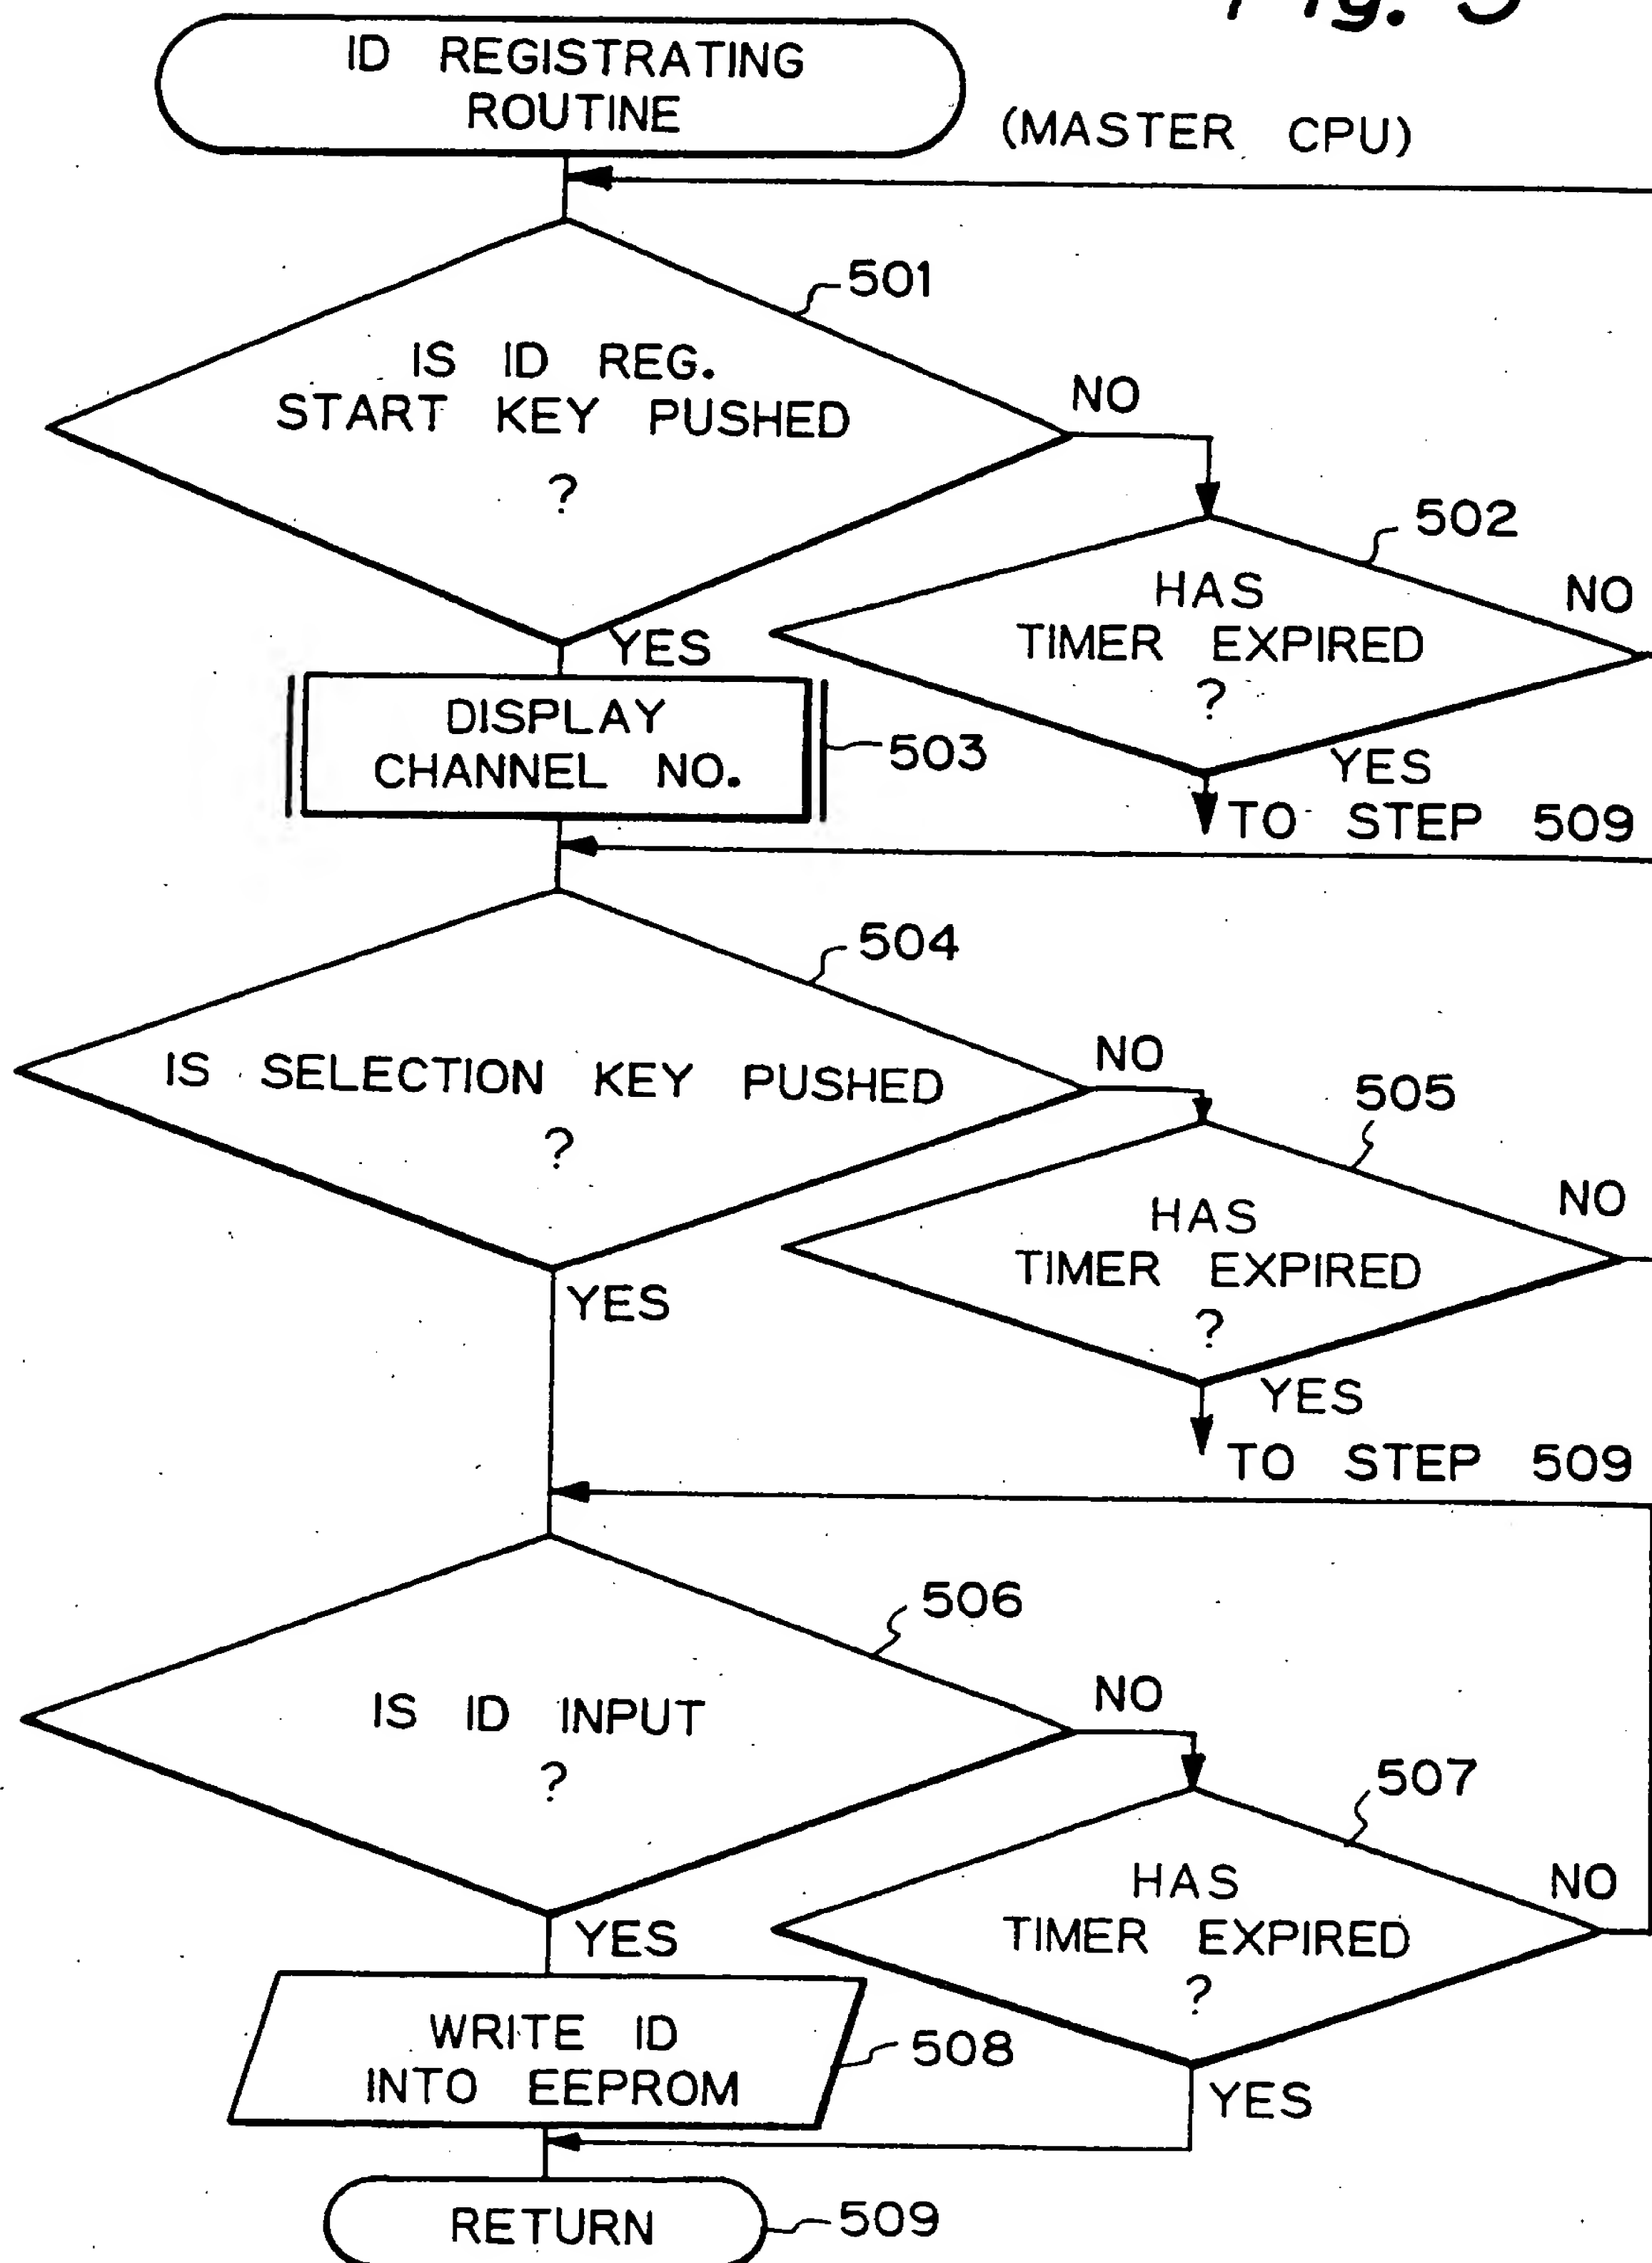 Fig. 5
ID REGISTRATING
ROUTINE
(MASTER CPU)
501
IS ID REG.
START KEY PUSHED
?
NO
502
HAS
TIMER EXPIRED
?
NO
YES
YES
TO STEP 509
DISPLAY
CHANNEL NO.
503
504
IS SELECTION KEY PUSHED
?
NO
505
HAS
TIMER EXPIRED
?
NO
YES
YES
TO STEP 509
506
IS ID INPUT
?
NO
507
HAS
TIMER EXPIRED
?
NO
YES
YES
WRITE ID
INTO EEPROM
508
RETURN
509